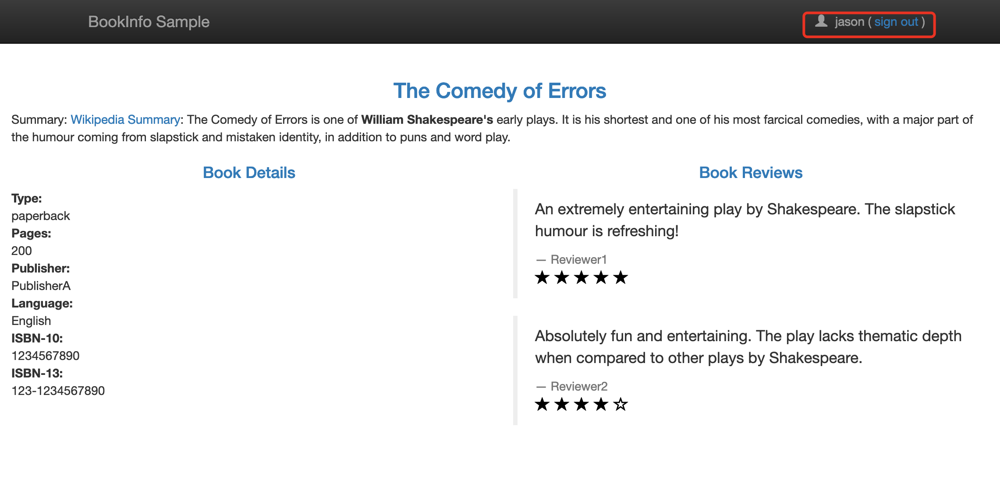 BookInfo Sample
jason ( sign out )
The Comedy of Errors
Summary: Wikipedia Summary: The Comedy of Errors is one of William Shakespeare's early plays. It is his shortest and one of his most farcical comedies, with a major part of
the humour coming from slapstick and mistaken identity, in addition to puns and word play.
Book Details
Type:
paperback
Pages:
200
Publisher:
PublisherA
Language:
English
ISBN-10:
1234567890
ISBN-13:
123-1234567890
Book Reviews
An extremely entertaining play by Shakespeare. The slapstick
humour is refreshing!
— Reviewer1
★★★★★
Absolutely fun and entertaining. The play lacks thematic depth
when compared to other plays by Shakespeare.
— Reviewer2
★★★★☆